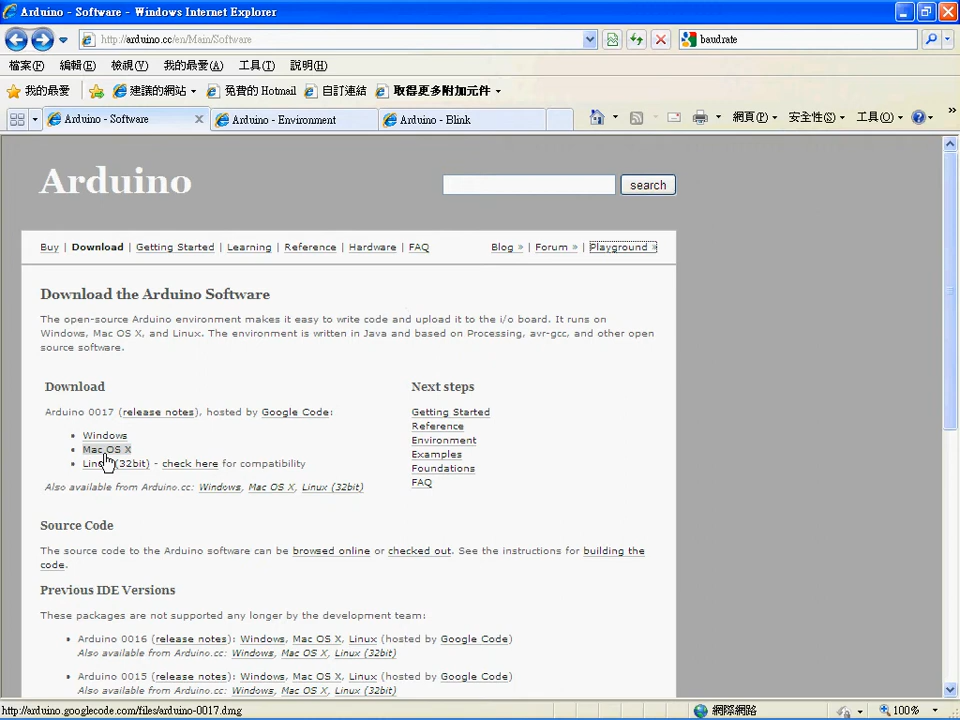 Arduino - Software - Windows Internet Explorer
http://arduino.cc/en/Main/Software
baudrate
檔案(F) 編輯(E) 檢視(V) 我的最愛(A) 工具(T) 說明(H)
我的最愛 建議的網站 免費的 Hotmail 自訂連結 取得更多附加元件
Arduino - Software Arduino - Environment Arduino - Blink 網頁(P) 安全性(S) 工具(O) »
Arduino
search
Buy | Download | Getting Started | Learning | Reference | Hardware | FAQ Blog » | Forum » | Playground »
Download the Arduino Software
The open-source Arduino environment makes it easy to write code and upload it to the i/o board. It runs on
Windows, Mac OS X, and Linux. The environment is written in Java and based on Processing, avr-gcc, and other open
source software.
Download
Arduino 0017 (release notes), hosted by Google Code:
Windows
Mac OS X
Linux (32bit) - check here for compatibility
Also available from Arduino.cc: Windows, Mac OS X, Linux (32bit)
Next steps
Getting Started
Reference
Environment
Examples
Foundations
FAQ
Source Code
The source code to the Arduino software can be browsed online or checked out. See the instructions for building the
code.
Previous IDE Versions
These packages are not supported any longer by the development team:
Arduino 0016 (release notes): Windows, Mac OS X, Linux (hosted by Google Code)
Also available from Arduino.cc: Windows, Mac OS X, Linux (32bit)
Arduino 0015 (release notes): Windows, Mac OS X, Linux (hosted by Google Code)
Also available from Arduino.cc: Windows, Mac OS X, Linux (32bit)
http://arduino.googlecode.com/files/arduino-0017.dmg 網際網路 100%